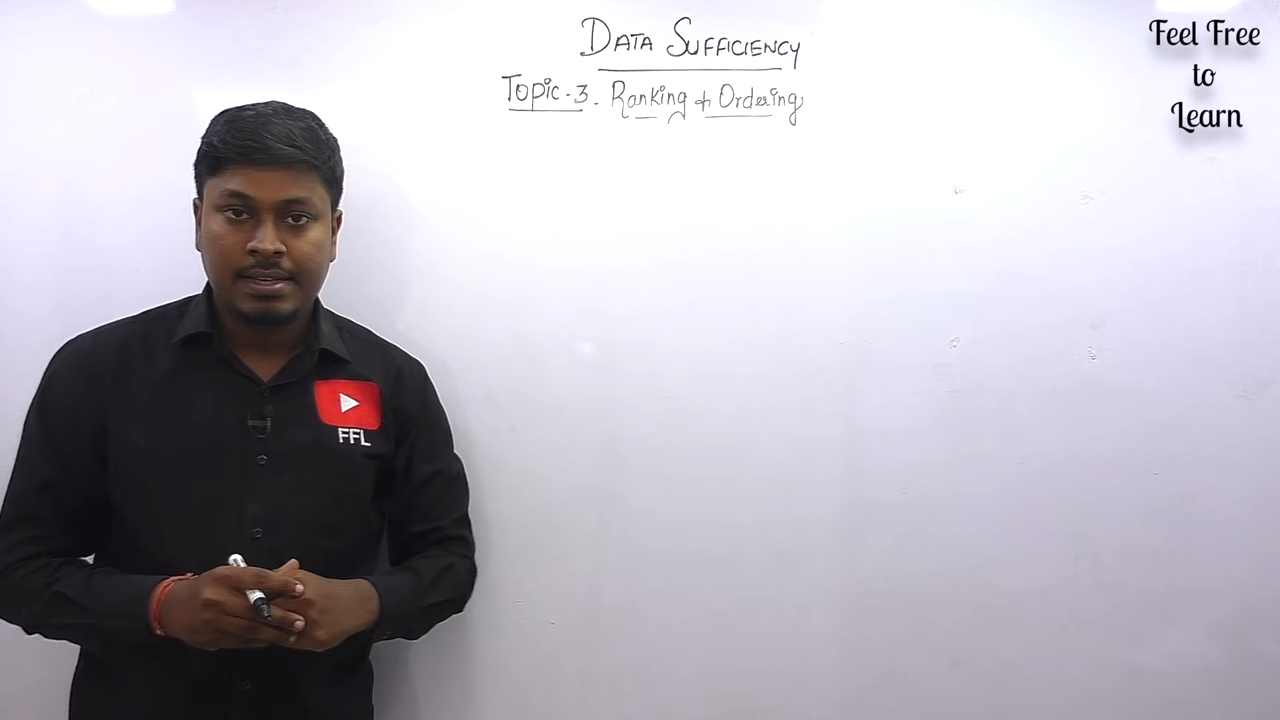 DATA SUFFICIENCY
Topic-3. Ranking & Ordering
Feel Free
to
Learn
FFL